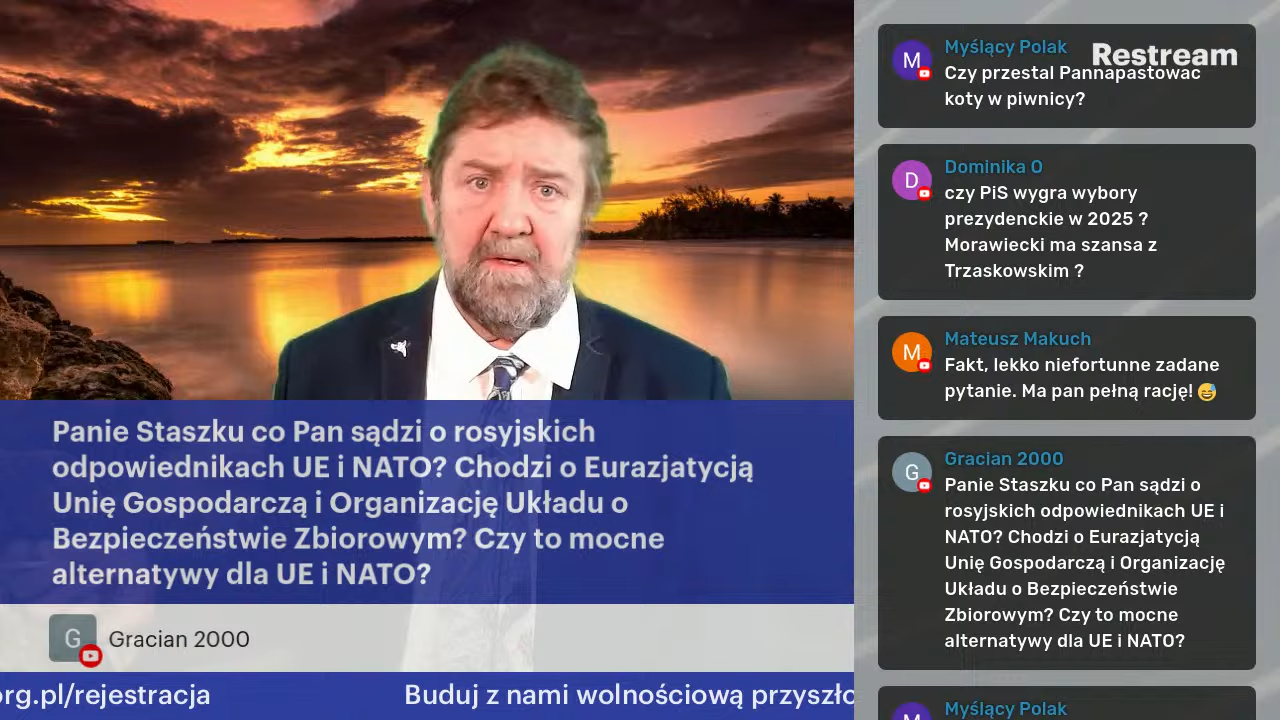 Panie Staszku co Pan sądzi o rosyjskich
odpowiednikach UE i NATO? Chodzi o Eurazjatycją
Unię Gospodarczą i Organizację Układu o
Bezpieczeństwie Zbiorowym? Czy to mocne
alternatywy dla UE i NATO?
G
Gracian 2000
org.pl/rejestracja
Buduj z nami wolnościową przyszło
Restream
M
Myślący Polak
Czy przestal Pannapastowac
koty w piwnicy?
D
Dominika O
czy PiS wygra wybory
prezydenckie w 2025 ?
Morawiecki ma szansa z
Trzaskowskim ?
M
Mateusz Makuch
Fakt, lekko niefortunne zadane
pytanie. Ma pan pełną rację! 😅
G
Gracian 2000
Panie Staszku co Pan sądzi o
rosyjskich odpowiednikach UE i
NATO? Chodzi o Eurazjatycją
Unię Gospodarczą i Organizację
Układu o Bezpieczeństwie
Zbiorowym? Czy to mocne
alternatywy dla UE i NATO?
M
Myślący Polak